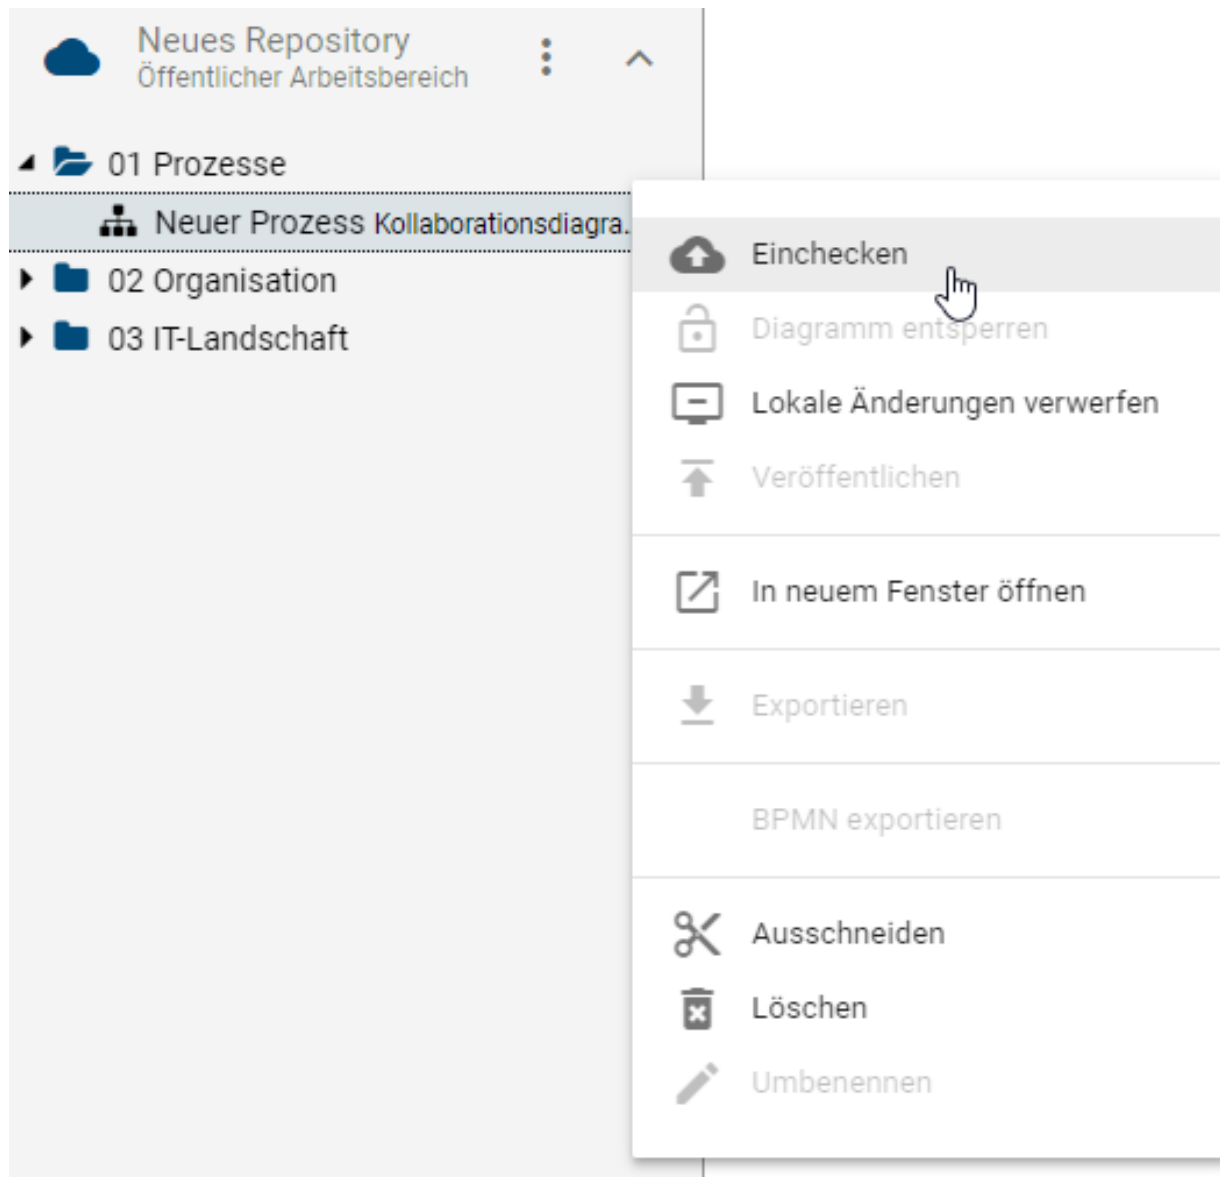 Neues Repository
Öffentlicher Arbeitsbereich
01 Prozesse
Neuer Prozess Kollaborationsdiagra..
02 Organisation
03 IT-Landschaft
Einchecken
Diagramm entsperren
Lokale Änderungen verwerfen
Veröffentlichen
In neuem Fenster öffnen
Exportieren
BPMN exportieren
Ausschneiden
Löschen
Umbenennen